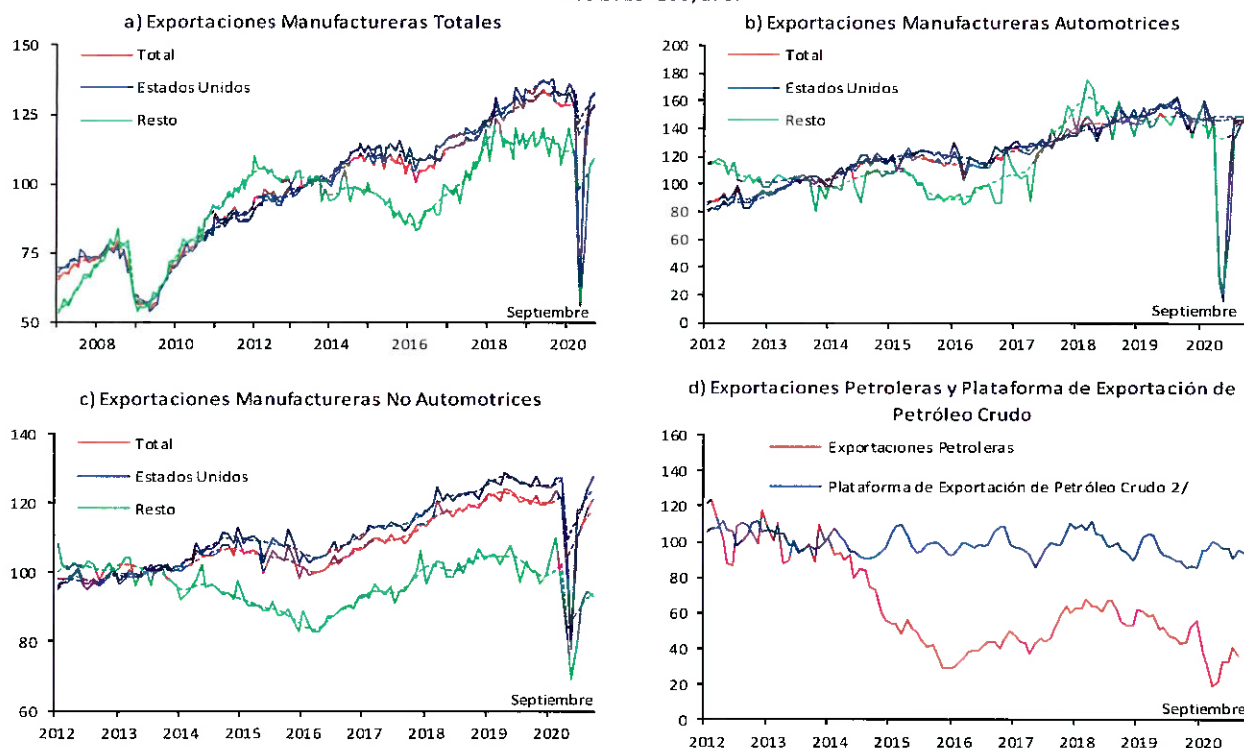 a) Exportaciones Manufactureras Totales
150
125
100
75
50
Total
Estados Unidos
Resto
Septiembre
2008 2010 2012 2014 2016 2018 2020
b) Exportaciones Manufactureras Automotrices
200
180
160
140
120
100
80
60
40
20
0
Total
Estados Unidos
Resto
Septiembre
2012 2013 2014 2015 2016 2017 2018 2019 2020
c) Exportaciones Manufactureras No Automotrices
140
120
100
80
60
Total
Estados Unidos
Resto
Septiembre
2012 2013 2014 2015 2016 2017 2018 2019 2020
d) Exportaciones Petroleras y Plataforma de Exportación de
Petróleo Crudo
160
140
120
100
80
60
40
20
0
Exportaciones Petroleras
Plataforma de Exportación de Petróleo Crudo 2/
Septiembre
2012 2013 2014 2015 2016 2017 2018 2019 2020